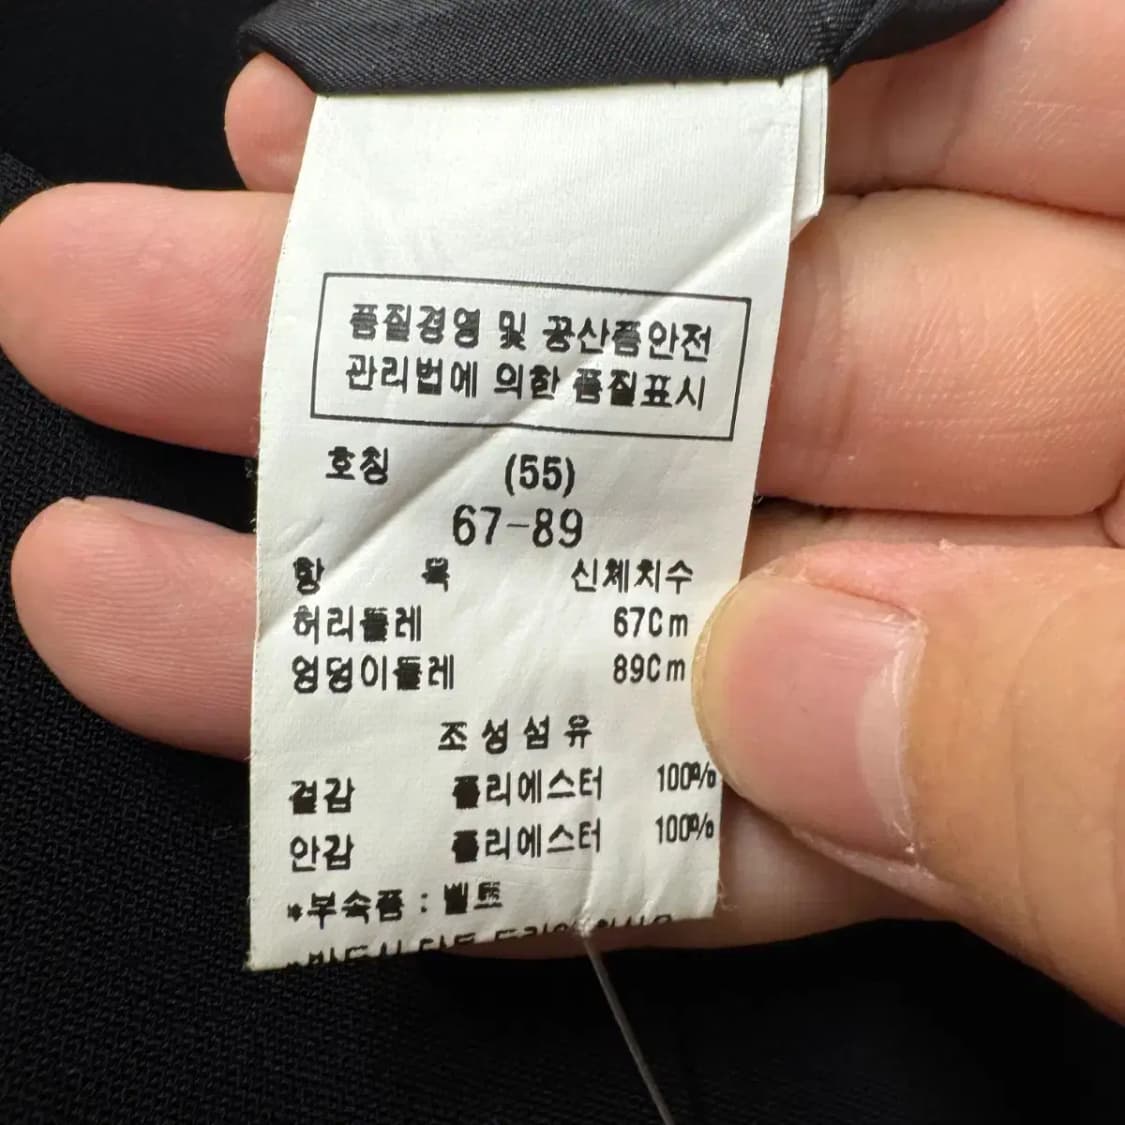 품질경영 및 공산품안전
관리법에 의한 품질표시
호칭 (55)
67-89
항 목 신체치수
허리둘레 67Cm
엉덩이둘레 89Cm
조성섬유
겉감 폴리에스터 100%
안감 폴리에스터 100%
*부속품 : 벨트